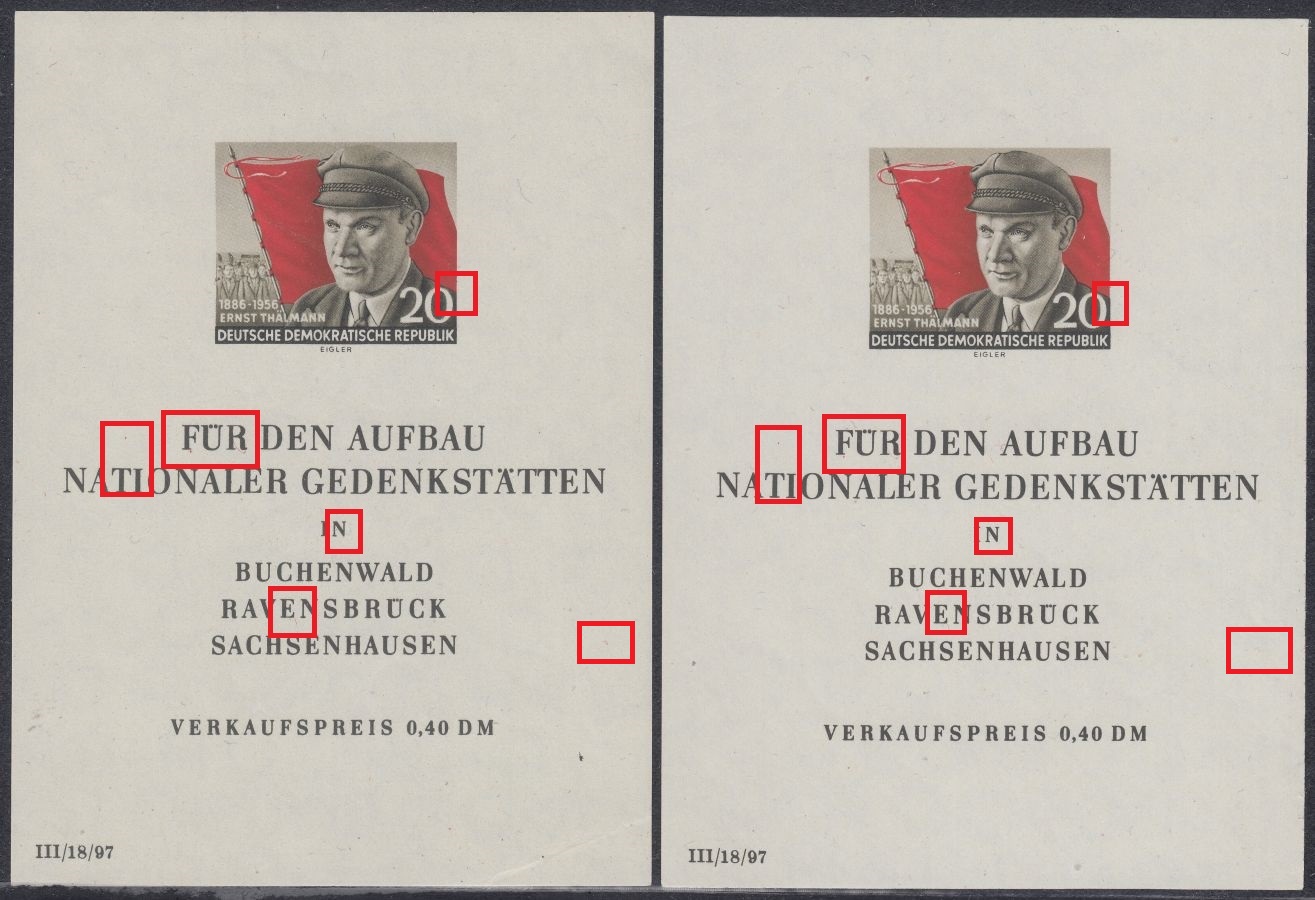 1886-1956
ERNST THÄLMANN
20
DEUTSCHE DEMOKRATISCHE REPUBLIK
EIGLER
FÜR DEN AUFBAU
NATIONALER GEDENKSTÄTTEN
IN
BUCHENWALD
RAVENSBRÜCK
SACHSENHAUSEN
VERKAUFSPREIS 0,40 DM
III/18/97
1886-1956
ERNST THÄLMANN
20
DEUTSCHE DEMOKRATISCHE REPUBLIK
EIGLER
FÜR DEN AUFBAU
NATIONALER GEDENKSTÄTTEN
IN
BUCHENWALD
RAVENSBRÜCK
SACHSENHAUSEN
VERKAUFSPREIS 0,40 DM
III/18/97